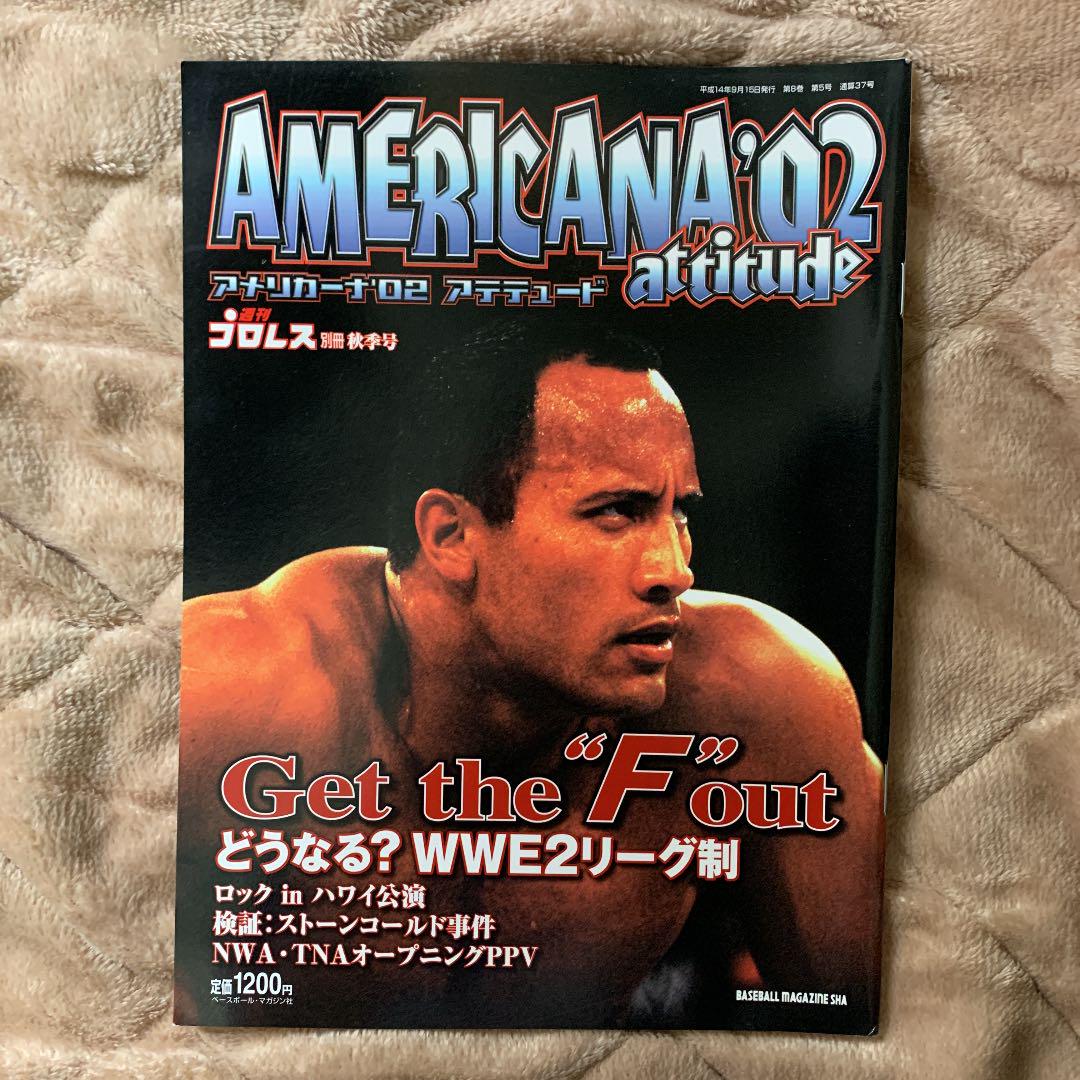 平成14年9月15日発行 第8巻 第5号 通算37号
AMERICANA'02
attitude
アメリカーナ'02 アテテュード
週刊
プロレス 別冊 秋季号
Get the "F" out
どうなる? WWE2リーグ制
ロック in ハワイ公演
検証:ストーンコールド事件
NWA・TNAオープニングPPV
定価1200円
ベースボール・マガジン社
BASEBALL MAGAZINE SHA